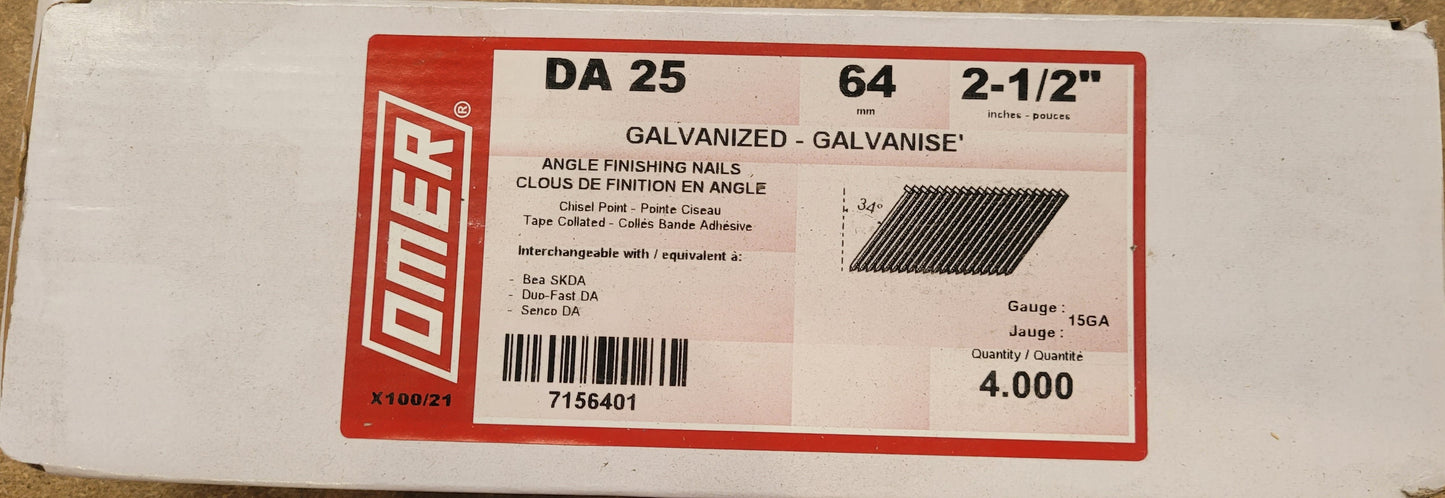 OMER®
X100/21
DA 25
64
mm
2-1/2"
inches - pouces
GALVANIZED - GALVANISE'
ANGLE FINISHING NAILS
CLOUS DE FINITION EN ANGLE
Chisel Point - Pointe Ciseau
Tape Collated - Collés Bande Adhésive
Interchangeable with / equivalent à:
- Bea SKDA
- Duo-Fast DA
- Senco DA
7156401
34°
Gauge :
Jauge :
15GA
Quantity / Quantité
4.000